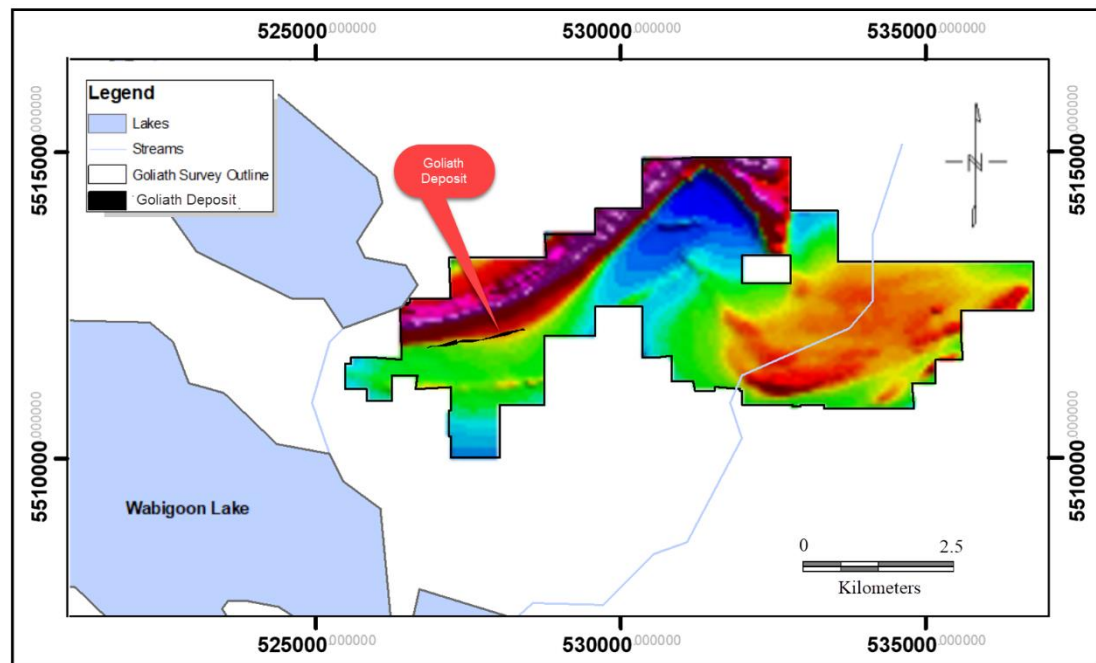 525000.000000
530000.000000
535000.000000
5515000.000000
5510000.000000
Legend
Lakes
Streams
Goliath Survey Outline
Goliath Deposit
Goliath
Deposit
N
5515000.000000
5510000.000000
Wabigoon Lake
0 2.5
Kilometers
525000.000000
530000.000000
535000.000000